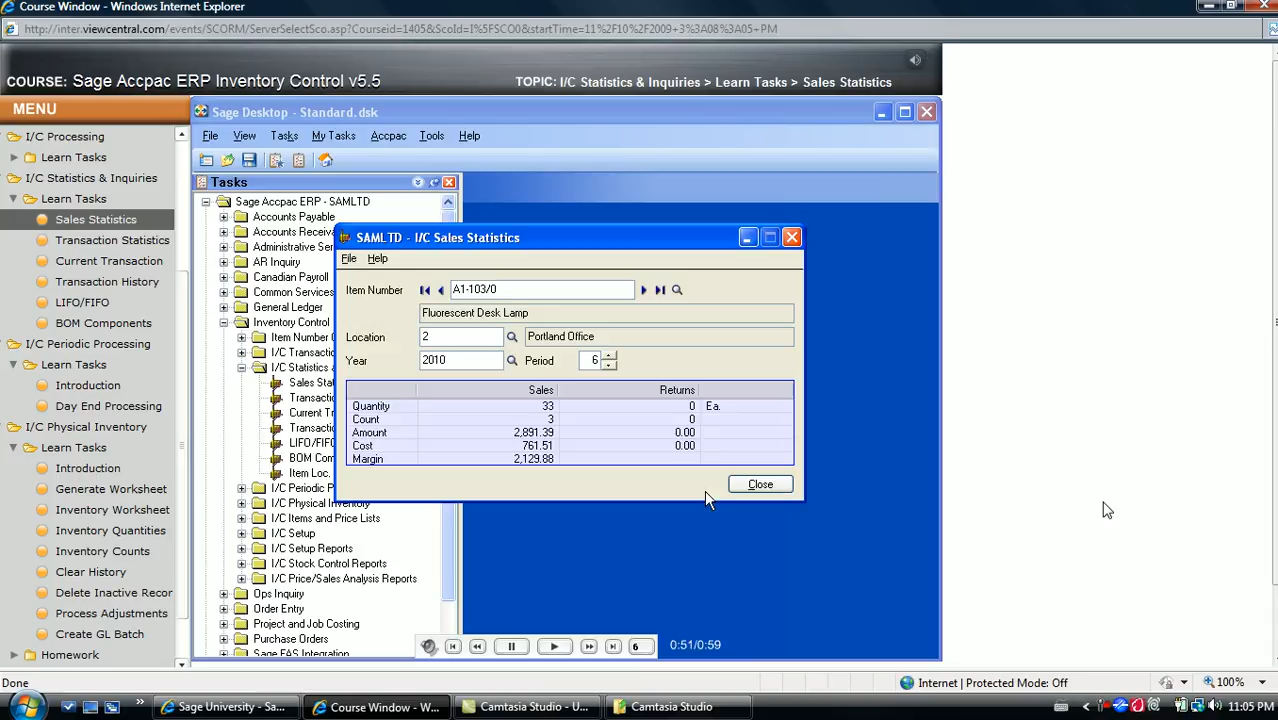 Course Window - Windows Internet Explorer
http://inter.viewcentral.com/events/SCORM/ServerSelectSco.asp?Courseid=1405&ScoId=I%5FSCO0&startTime=11%2F10%2F2009+3%3A08%3A05+PM
COURSE: Sage Accpac ERP Inventory Control v5.5
TOPIC: I/C Statistics & Inquiries > Learn Tasks > Sales Statistics
MENU
I/C Processing
Learn Tasks
I/C Statistics & Inquiries
Learn Tasks
Sales Statistics
Transaction Statistics
Current Transaction
Transaction History
LIFO/FIFO
BOM Components
I/C Periodic Processing
Learn Tasks
Introduction
Day End Processing
I/C Physical Inventory
Learn Tasks
Introduction
Generate Worksheet
Inventory Worksheet
Inventory Quantities
Inventory Counts
Clear History
Delete Inactive Recor
Process Adjustments
Create GL Batch
Homework
Sage Desktop - Standard.dsk
File View Tasks My Tasks Accpac Tools Help
Tasks
Sage Accpac ERP - SAMLTD
Accounts Payable
Accounts Receiva
Administrative Ser
AR Inquiry
Canadian Payroll
Common Services
General Ledger
Inventory Control
Item Number C
I/C Transactio
I/C Statistics &
Sales Stat
Transactio
Current Tr
Transactio
LIFO/FIFO
BOM Com
Item Loc.
I/C Periodic P
I/C Physical Inventory
I/C Items and Price Lists
I/C Setup
I/C Setup Reports
I/C Stock Control Reports
I/C Price/Sales Analysis Reports
Ops Inquiry
Order Entry
Project and Job Costing
Purchase Orders
Sage FAS Integration
SAMLTD - I/C Sales Statistics
File Help
Item Number A1-103/0
Fluorescent Desk Lamp
Location 2 Portland Office
Year 2010 Period 6
Sales Returns
Quantity 33 0 Ea.
Count 3 0
Amount 2,891.39 0.00
Cost 761.51 0.00
Margin 2,129.88
Close
6
0:51/0:59
Done
Internet | Protected Mode: Off
100%
Sage University - Sa...
Course Window - W...
Camtasia Studio - U...
Camtasia Studio
11:05 PM